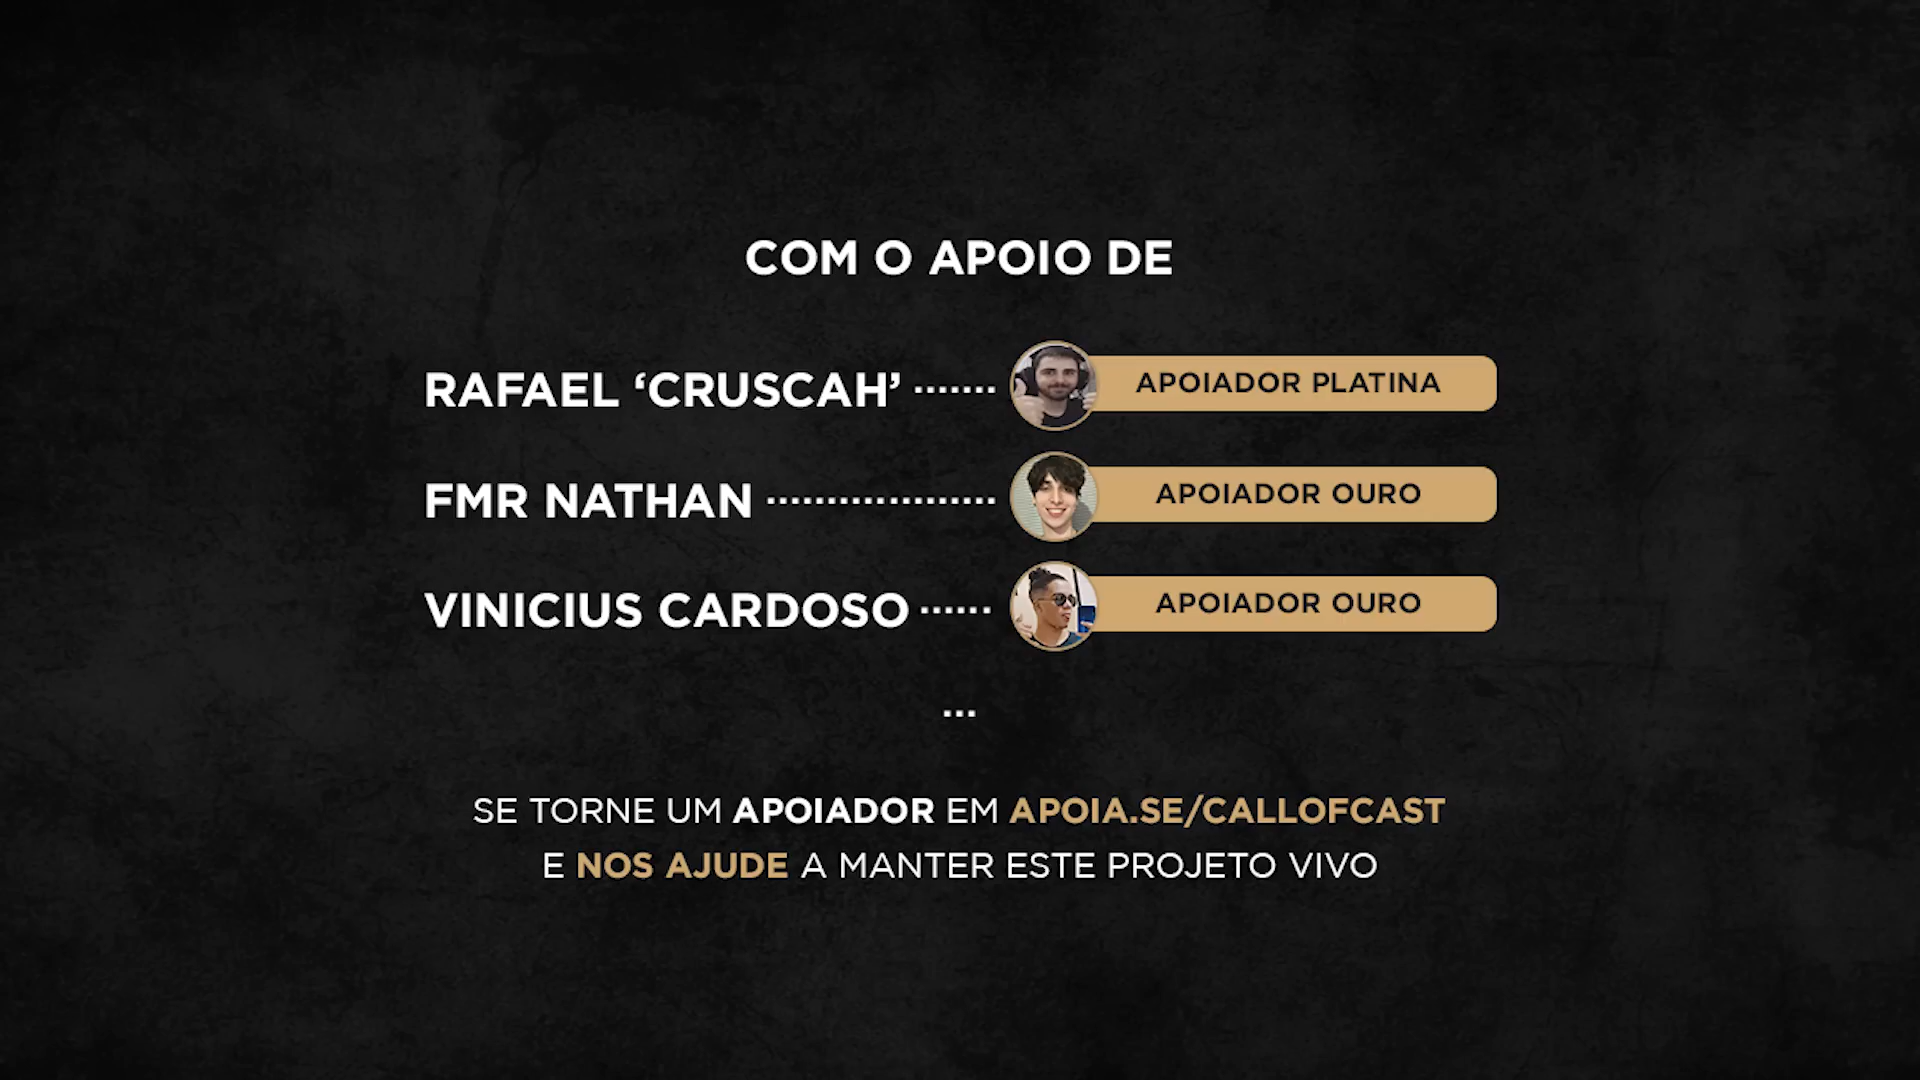 COM O APOIO DE
RAFAEL ‘CRUSCAH’ ....... APOIADOR PLATINA
FMR NATHAN ................... APOIADOR OURO
VINICIUS CARDOSO ...... APOIADOR OURO
...
SE TORNE UM APOIADOR EM APOIA.SE/CALLOFCAST
E NOS AJUDE A MANTER ESTE PROJETO VIVO